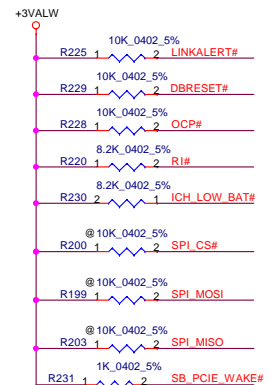 +3VALW
10K_0402_5%
R225 1 2 LINKALERT#
10K_0402_5%
R229 1 2 DBRESET#
10K_0402_5%
R228 1 2 OCP#
8.2K_0402_5%
R220 1 2 RI#
8.2K_0402_5%
R230 2 1 ICH_LOW_BAT#
@ 10K_0402_5%
R200 1 2 SPI_CS#
@ 10K_0402_5%
R199 1 2 SPI_MOSI
@ 10K_0402_5%
R203 1 2 SPI_MISO
1K_0402_5%
R231 1 2 SB_PCIE_WAKE#